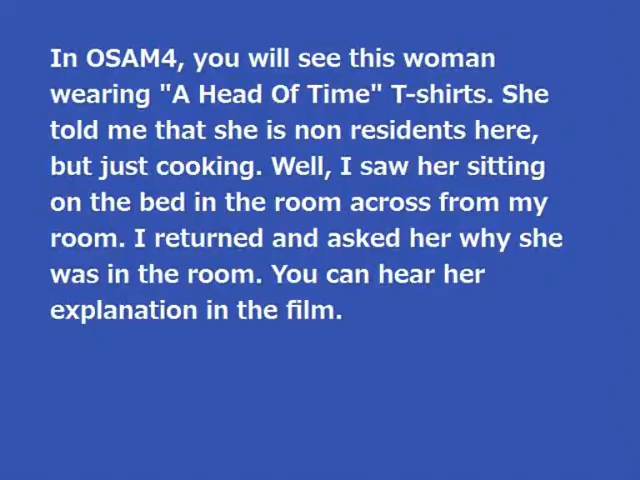 In OSAM4, you will see this woman
wearing "A Head Of Time" T-shirts. She
told me that she is non residents here,
but just cooking. Well, I saw her sitting
on the bed in the room across from my
room. I returned and asked her why she
was in the room. You can hear her
explanation in the film.